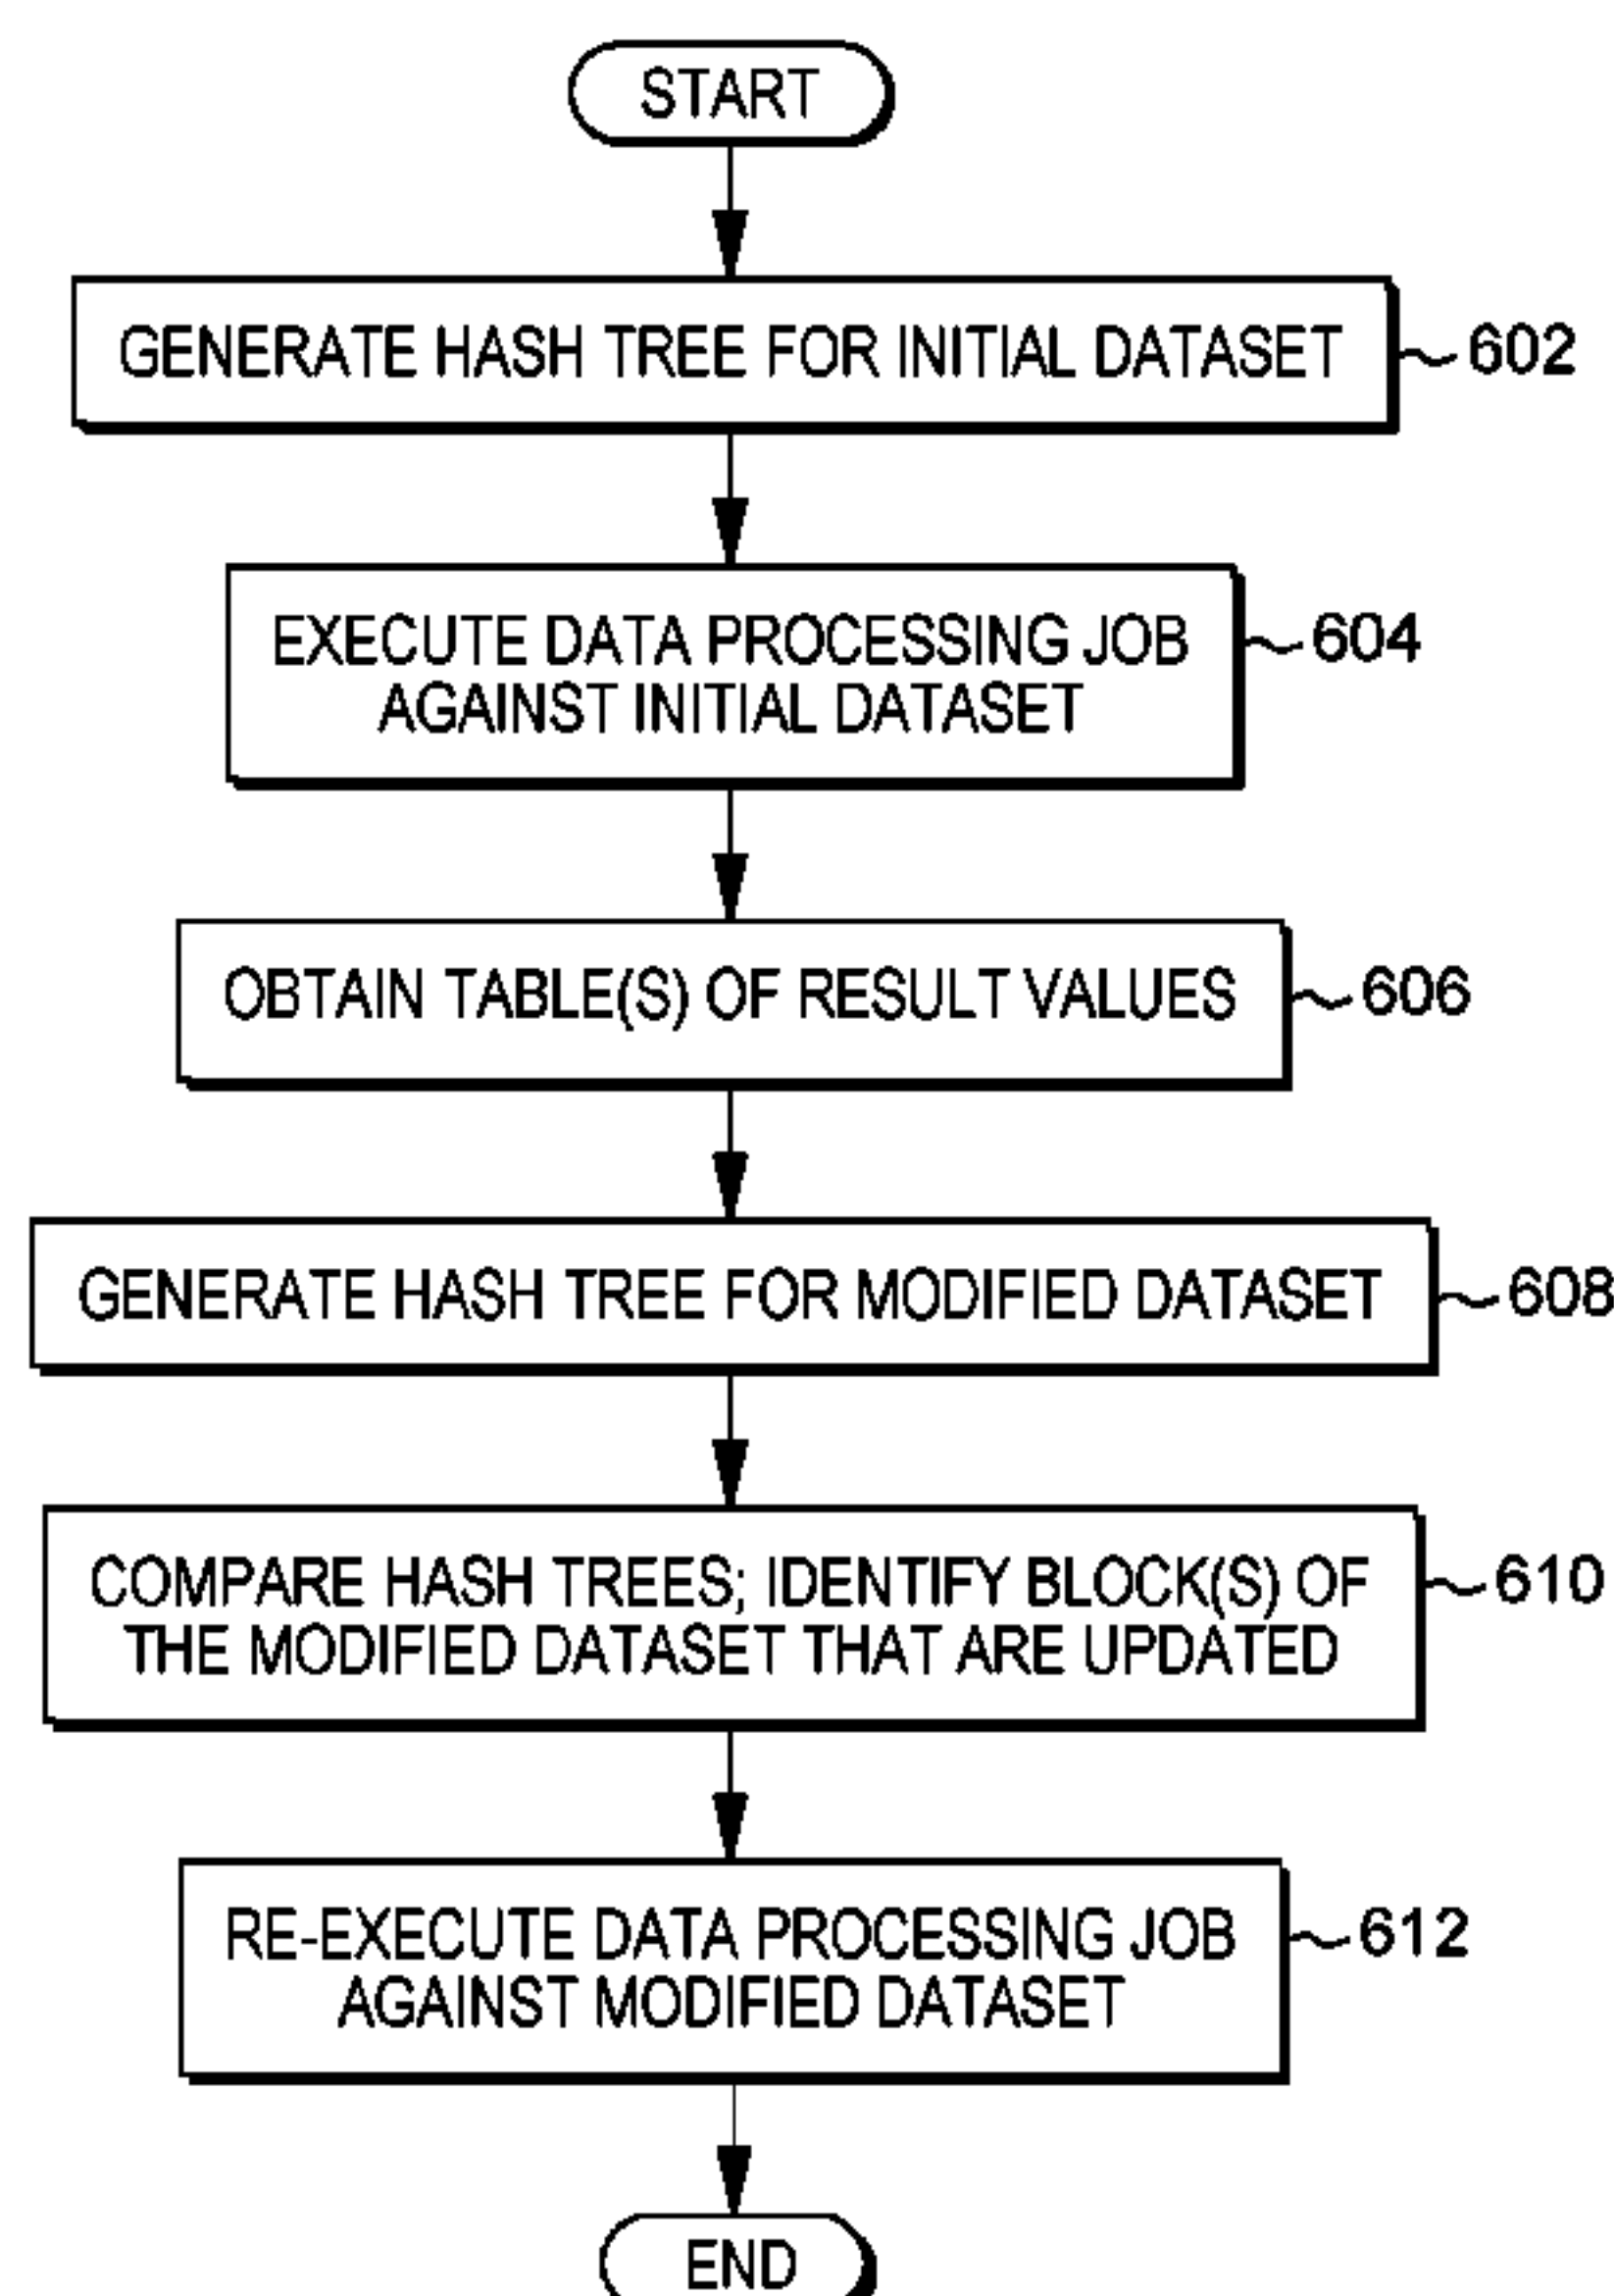 START
GENERATE HASH TREE FOR INITIAL DATASET
602
EXECUTE DATA PROCESSING JOB
AGAINST INITIAL DATASET
604
OBTAIN TABLE(S) OF RESULT VALUES
606
GENERATE HASH TREE FOR MODIFIED DATASET
608
COMPARE HASH TREES; IDENTIFY BLOCK(S) OF
THE MODIFIED DATASET THAT ARE UPDATED
610
RE-EXECUTE DATA PROCESSING JOB
AGAINST MODIFIED DATASET
612
END